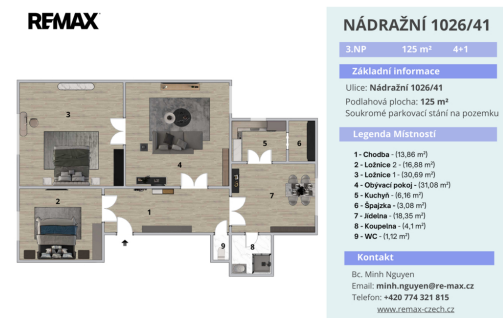 RE/MAX
NÁDRAŽNÍ 1026/41
3.NP 125 m² 4+1
Základní informace
Ulice: Nádražní 1026/41
Podlahová plocha: 125 m²
Soukromé parkovací stání na pozemku
Legenda Místností
1 - Chodba - (13,86 m²)
2 - Ložnice 2 - (16,88 m²)
3 - Ložnice 1 - (30,69 m²)
4 - Obývací pokoj - (31,08 m²)
5 - Kuchyň - (6,16 m²)
6 - Špajzka - (3,08 m²)
7 - Jídelna - (18,35 m²)
8 - Koupelna - (4,1 m²)
9 - WC - (1,12 m²)
Kontakt
Bc. Minh Nguyen
Email: minh.nguyen@re-max.cz
Telefon: +420 774 321 815
www.remax-czech.cz
3
4
5
6
2
1
7
9
8